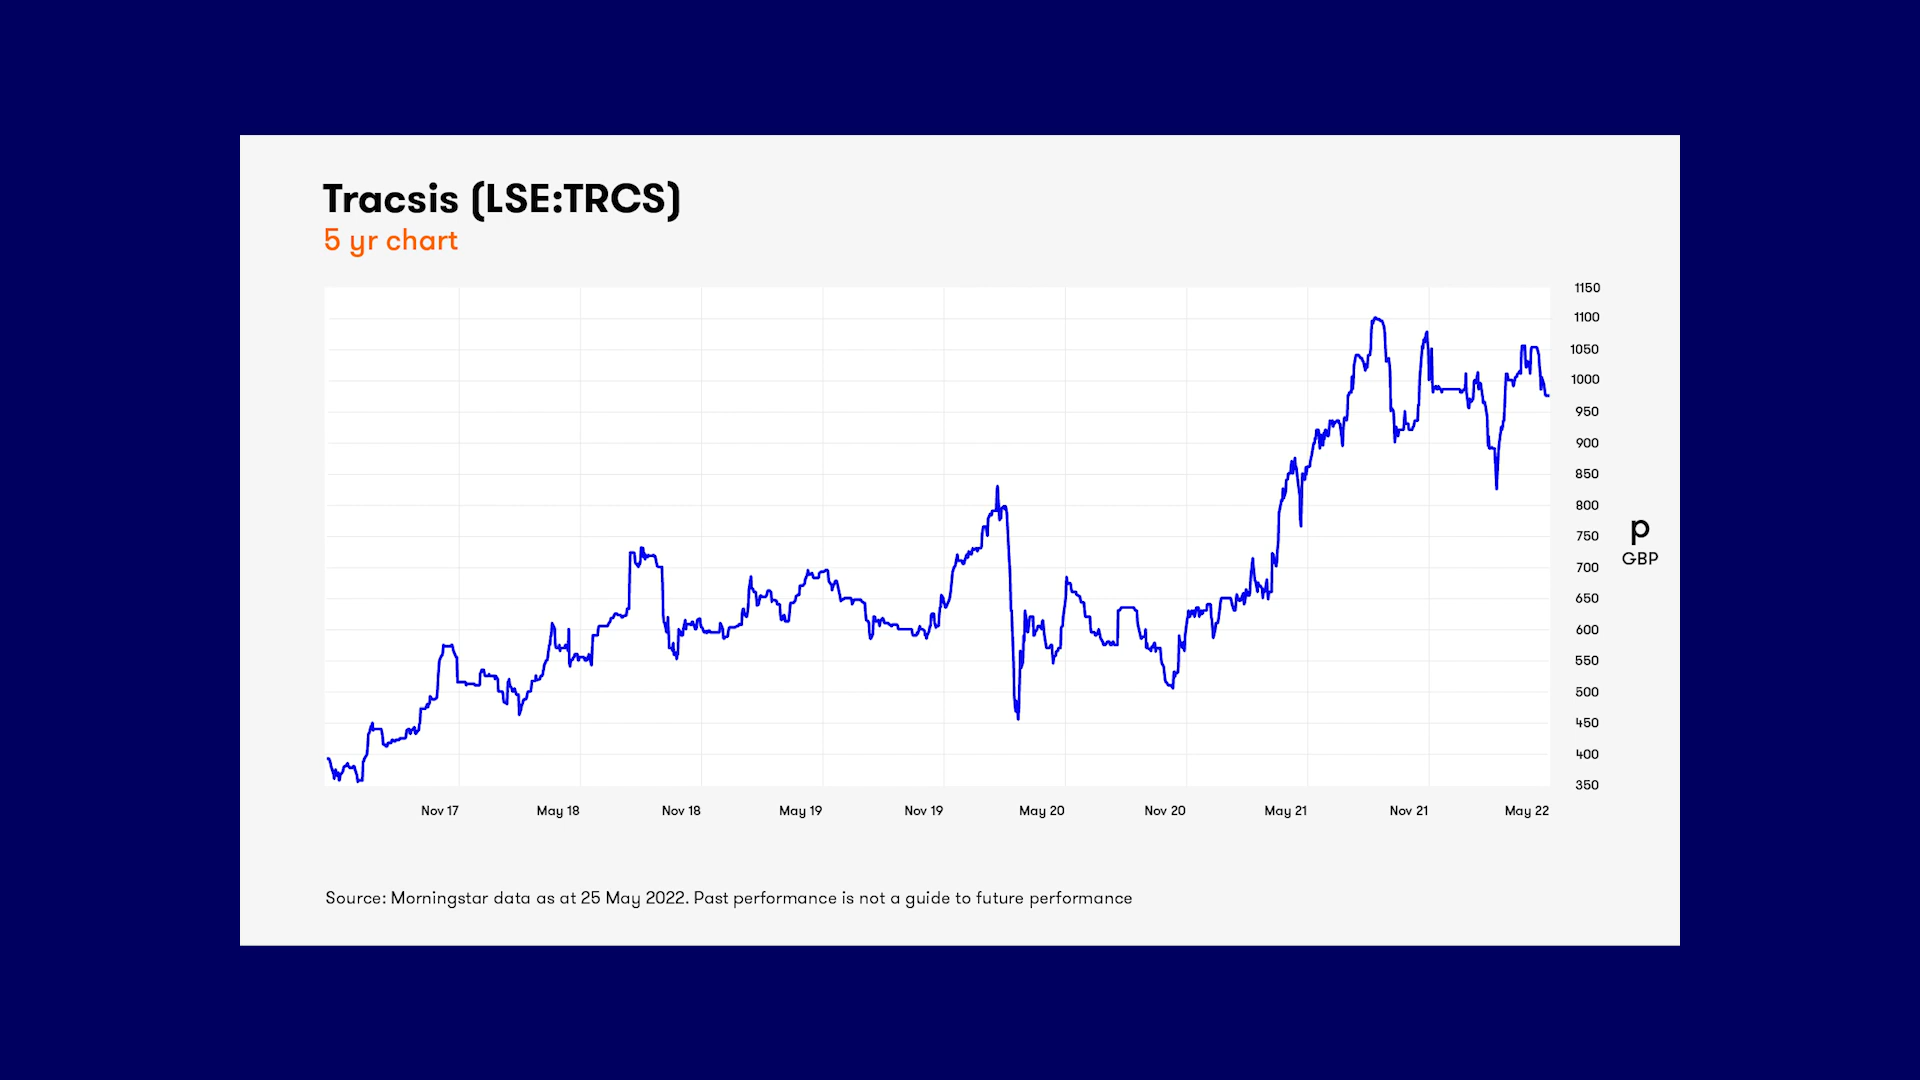 Tracsis (LSE:TRCS)
5 yr chart
1150
1100
1050
1000
950
900
850
800
750
700
650
600
550
500
450
400
350
p
GBP
Nov 17 May 18 Nov 18 May 19 Nov 19 May 20 Nov 20 May 21 Nov 21 May 22
Source: Morningstar data as at 25 May 2022. Past performance is not a guide to future performance